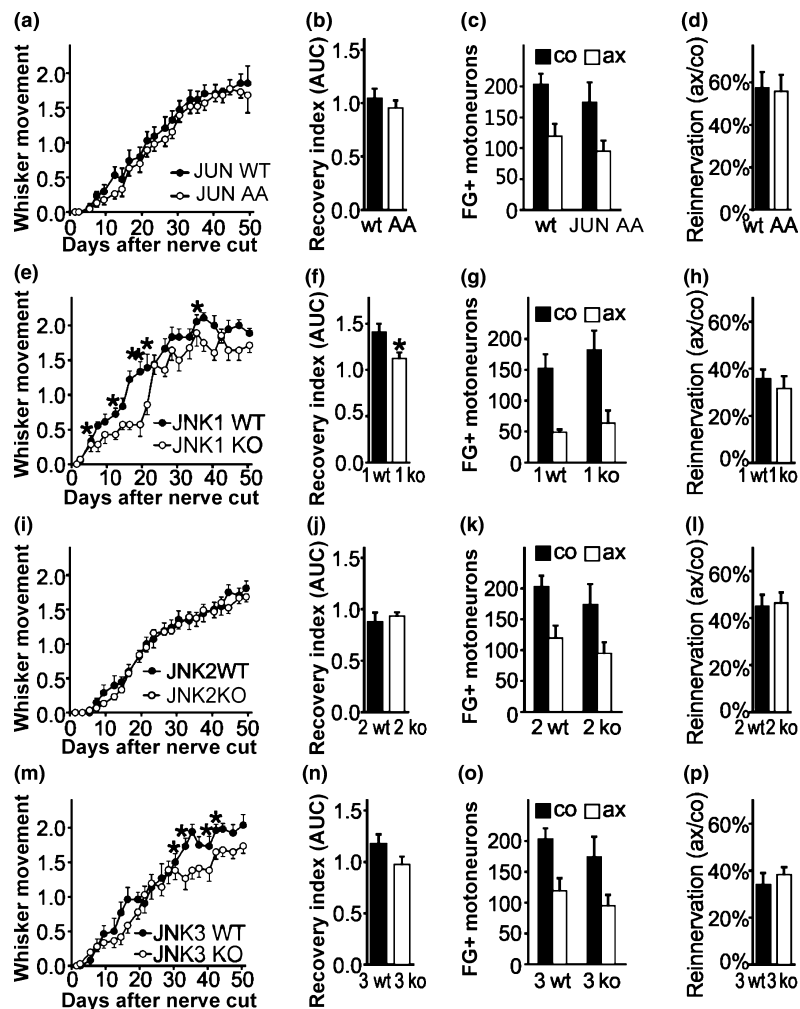 (a)
Whisker movement
2.0
1.5
1.0
0.5
0.0
JUN WT
JUN AA
0 10 20 30 40 50
Days after nerve cut
(b)
Recovery index (AUC)
1.5
1.0
0.5
0.0
wt AA
(c)
FG+ motoneurons
co ax
200
150
100
50
0
wt JUN AA
(d)
Reinnervation (ax/co)
60%
40%
20%
0%
wt AA
(e)
Whisker movement
2.0
1.5
1.0
0.5
0.0
* * ** * *
JNK1 WT
JNK1 KO
0 10 20 30 40 50
Days after nerve cut
(f)
Recovery index (AUC)
1.5
1.0
0.5
0.0
*
1 wt 1 ko
(g)
FG+ motoneurons
co ax
200
150
100
50
0
1 wt 1 ko
(h)
Reinnervation (ax/co)
60%
40%
20%
0%
1 wt1 ko
(i)
Whisker movement
2.0
1.5
1.0
0.5
0.0
JNK2WT
JNK2KO
0 10 20 30 40 50
Days after nerve cut
(j)
Recovery index (AUC)
1.5
1.0
0.5
0.0
2 wt 2 ko
(k)
FG+ motoneurons
co ax
200
150
100
50
0
2 wt 2 ko
(l)
Reinnervation (ax/co)
60%
40%
20%
0%
2 wt2 ko
(m)
Whisker movement
2.0
1.5
1.0
0.5
0.0
* * * *
JNK3 WT
JNK3 KO
0 10 20 30 40 50
Days after nerve cut
(n)
Recovery index (AUC)
1.5
1.0
0.5
0.0
3 wt 3 ko
(o)
FG+ motoneurons
co ax
200
150
100
50
0
3 wt 3 ko
(p)
Reinnervation (ax/co)
60%
40%
20%
0%
3 wt3 ko